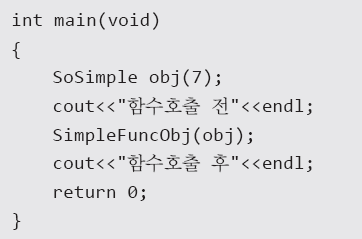 int main(void)
{
    SoSimple obj(7);
    cout<<"함수호출 전"<<endl;
    SimpleFuncObj(obj);
    cout<<"함수호출 후"<<endl;
    return 0;
}